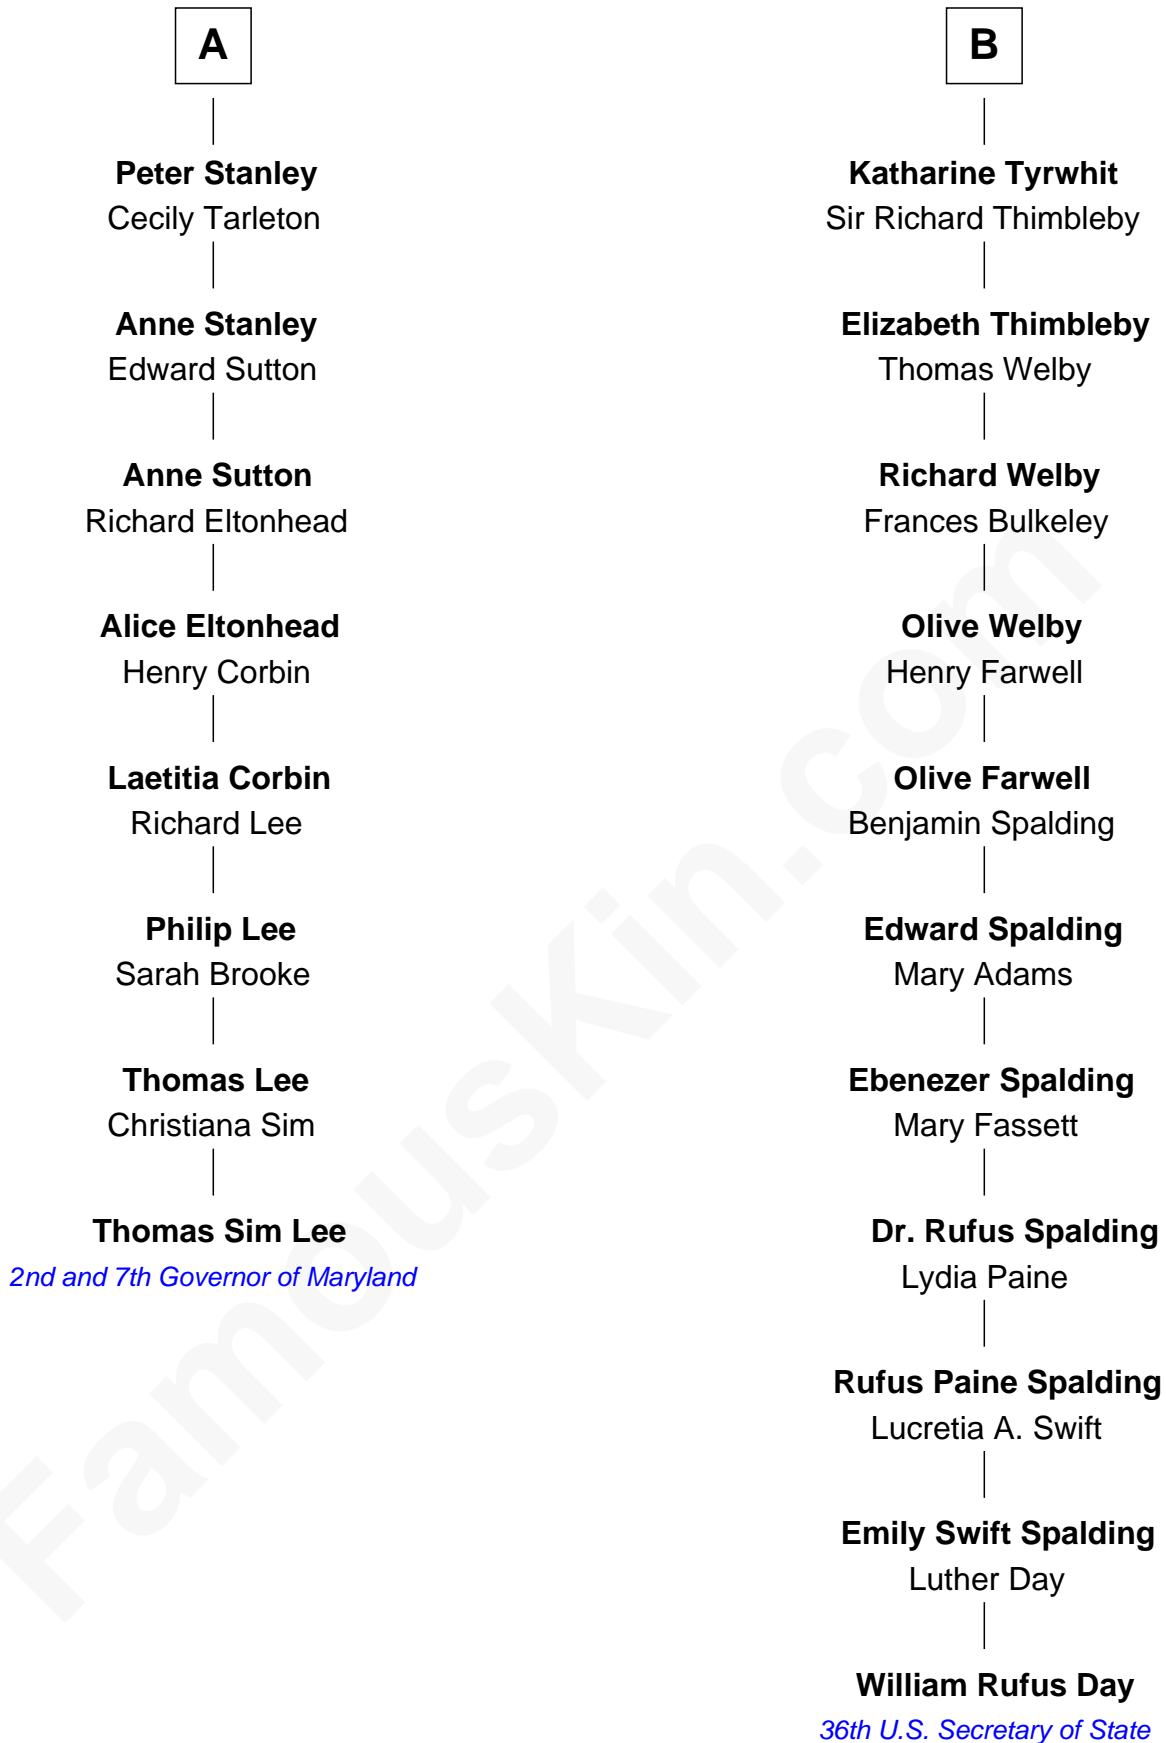 A
Peter Stanley
Cecily Tarleton
Anne Stanley
Edward Sutton
Anne Sutton
Richard Eltonhead
Alice Eltonhead
Henry Corbin
Laetitia Corbin
Richard Lee
Philip Lee
Sarah Brooke
Thomas Lee
Christiana Sim
Thomas Sim Lee
2nd and 7th Governor of Maryland
B
Katharine Tyrwhit
Sir Richard Thimbleby
Elizabeth Thimbleby
Thomas Welby
Richard Welby
Frances Bulkeley
Olive Welby
Henry Farwell
Olive Farwell
Benjamin Spalding
Edward Spalding
Mary Adams
Ebenezer Spalding
Mary Fassett
Dr. Rufus Spalding
Lydia Paine
Rufus Paine Spalding
Lucretia A. Swift
Emily Swift Spalding
Luther Day
William Rufus Day
36th U.S. Secretary of State
FamousKin.com